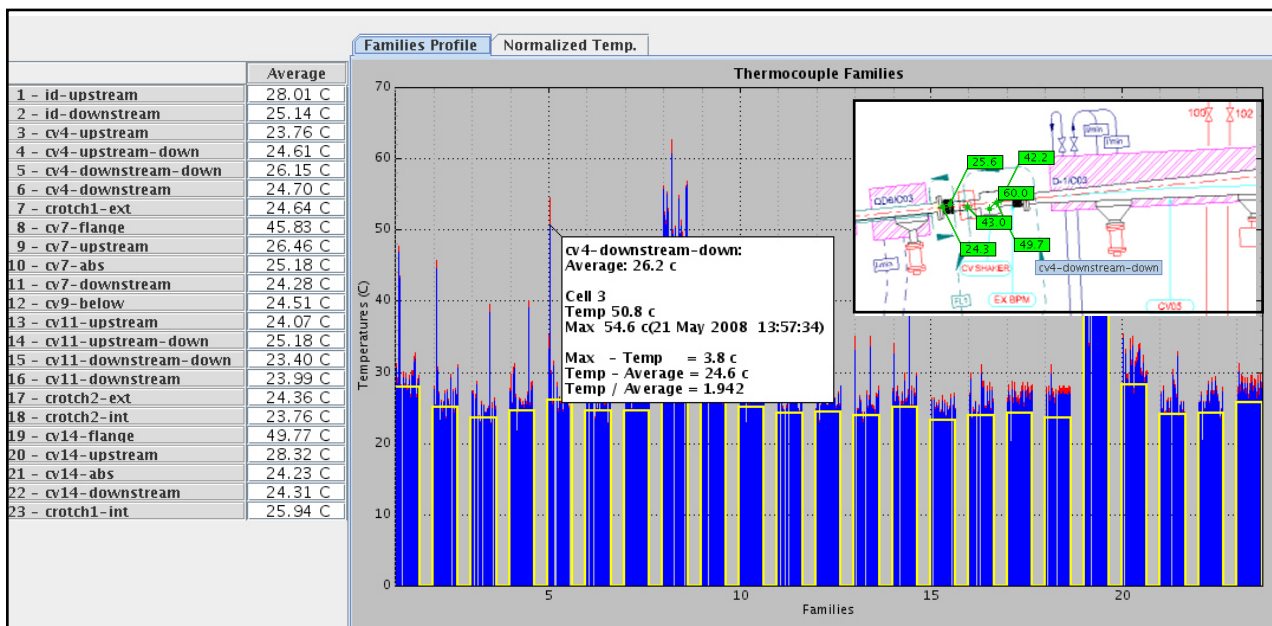 Families Profile Normalized Temp.
Average
1 - id-upstream 28.01 C
2 - id-downstream 25.14 C
3 - cv4-upstream 23.76 C
4 - cv4-upstream-down 24.61 C
5 - cv4-downstream-down 26.15 C
6 - cv4-downstream 24.70 C
7 - crotch1-ext 24.64 C
8 - cv7-flange 45.83 C
9 - cv7-upstream 26.46 C
10 - cv7-abs 25.18 C
11 - cv7-downstream 24.28 C
12 - cv9-below 24.51 C
13 - cv11-upstream 24.07 C
14 - cv11-upstream-down 25.18 C
15 - cv11-downstream-down 23.40 C
16 - cv11-downstream 23.99 C
17 - crotch2-ext 24.36 C
18 - crotch2-int 23.76 C
19 - cv14-flange 49.77 C
20 - cv14-upstream 28.32 C
21 - cv14-abs 24.23 C
22 - cv14-downstream 24.31 C
23 - crotch1-int 25.94 C
Thermocouple Families
Temperatures (C)
70
60
50
40
30
20
10
0
5 10 15 20
Families
cv4-downstream-down:
Average: 26.2 c
Cell 3
Temp 50.8 c
Max 54.6 c(21 May 2008 13:57:34)
Max - Temp = 3.8 c
Temp - Average = 24.6 c
Temp / Average = 1.942
100 102
l/min
25.6
42.2
D-1/C03
QD6/C03
60.0
43.0
24.3
49.7
CV SHAKER
cv4-downstream-down
EX BPM
CV05